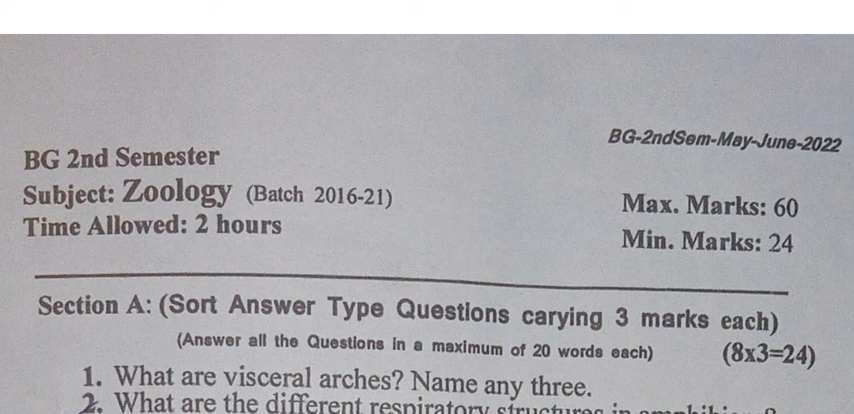 BG-2ndSem-May-June-2022
BG 2nd Semester
Subject: Zoology (Batch 2016-21)
Max. Marks: 60
Time Allowed: 2 hours
Min. Marks: 24
Section A: (Sort Answer Type Questions carying 3 marks each)
(Answer all the Questions in a maximum of 20 words each) (8x3=24)
1. What are visceral arches? Name any three.
2. What are the different respiratory structures in